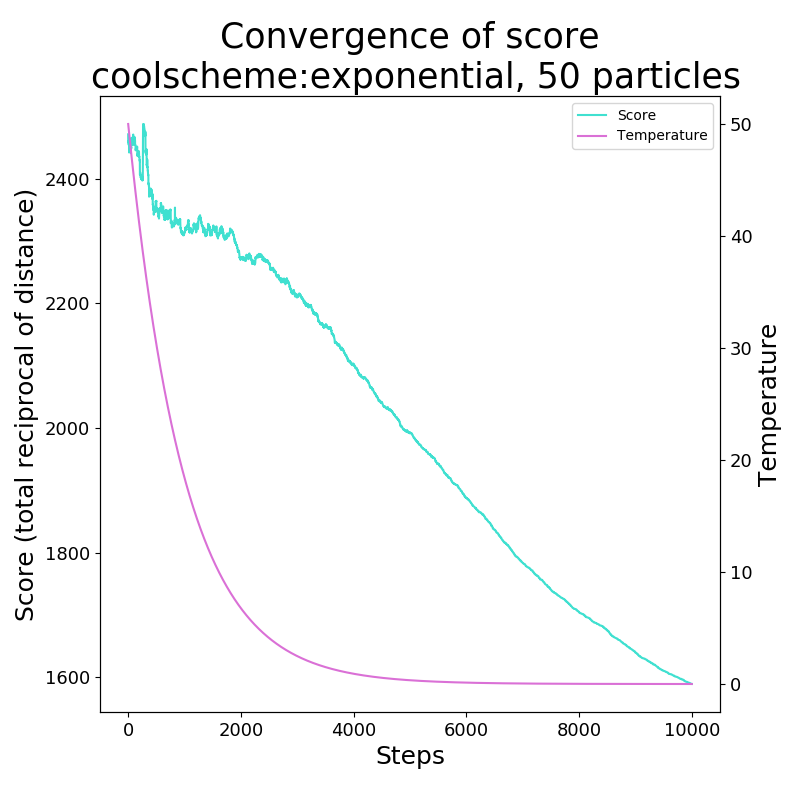 Convergence of score
coolscheme:exponential, 50 particles
Score
Temperature
Score (total reciprocal of distance)
2400
2200
2000
1800
1600
50
40
30
20
10
0
Temperature
0
2000
4000
6000
8000
10000
Steps